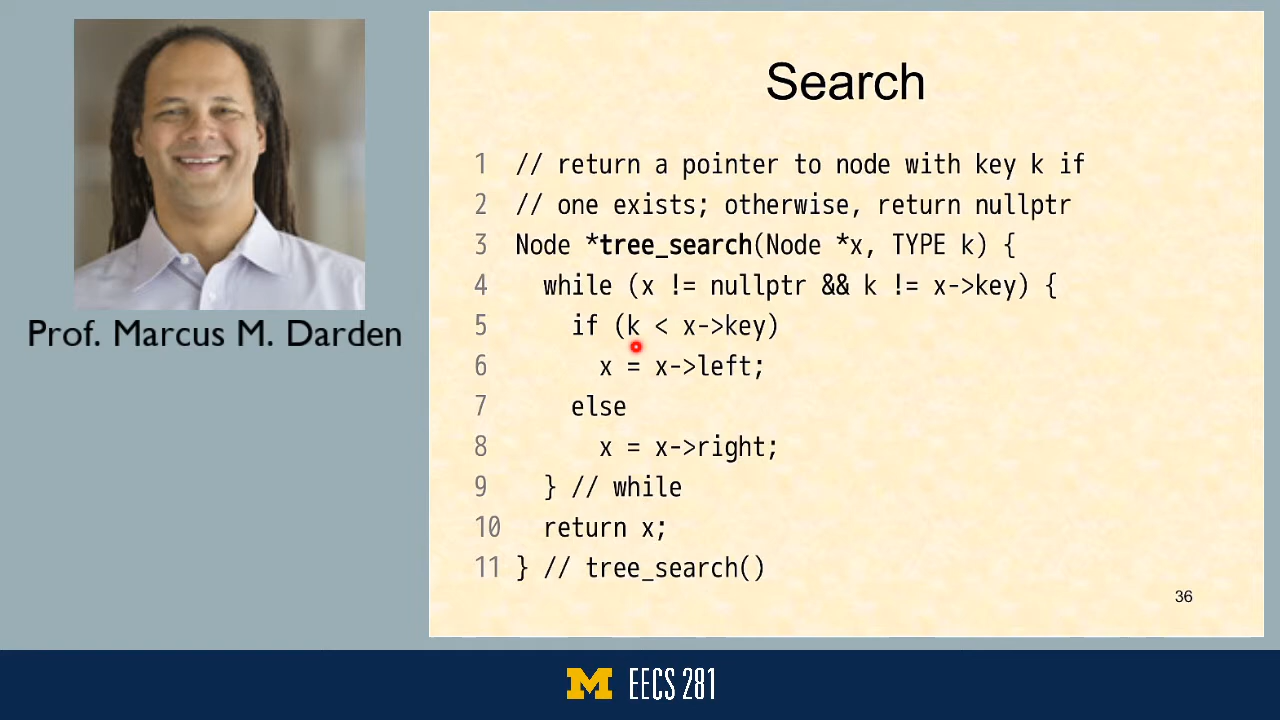 Prof. Marcus M. Darden
Search
1 // return a pointer to node with key k if
2 // one exists; otherwise, return nullptr
3 Node *tree_search(Node *x, TYPE k) {
4   while (x != nullptr && k != x->key) {
5     if (k < x->key)
6       x = x->left;
7     else
8       x = x->right;
9   } // while
10   return x;
11 } // tree_search()
36
M EECS 281